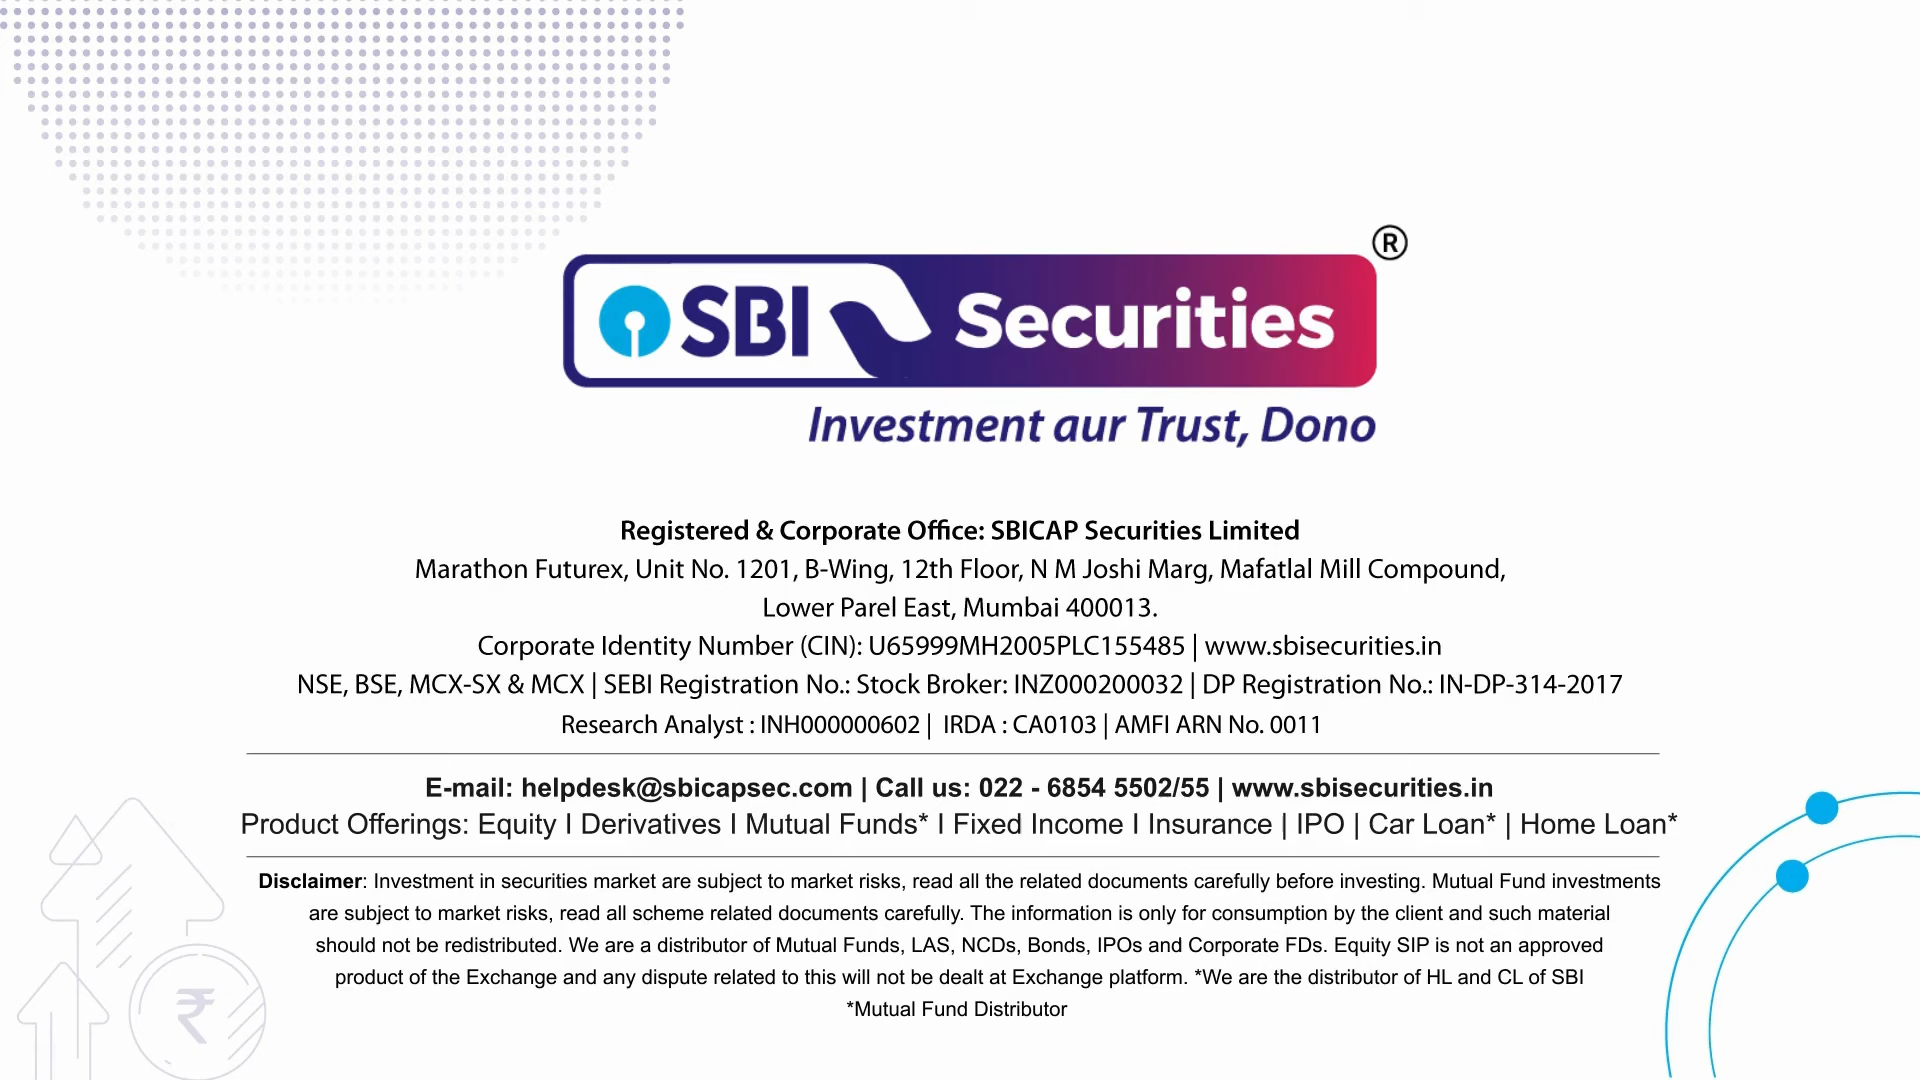 SBI Securities ®
Investment aur Trust, Dono
Registered & Corporate Office: SBICAP Securities Limited
Marathon Futurex, Unit No. 1201, B-Wing, 12th Floor, N M Joshi Marg, Mafatlal Mill Compound,
Lower Parel East, Mumbai 400013.
Corporate Identity Number (CIN): U65999MH2005PLC155485 | www.sbisecurities.in
NSE, BSE, MCX-SX & MCX | SEBI Registration No.: Stock Broker: INZ000200032 | DP Registration No.: IN-DP-314-2017
Research Analyst : INH000000602 | IRDA : CA0103 | AMFI ARN No. 0011
E-mail: helpdesk@sbicapsec.com | Call us: 022 - 6854 5502/55 | www.sbisecurities.in
Product Offerings: Equity I Derivatives I Mutual Funds* I Fixed Income I Insurance | IPO | Car Loan* | Home Loan*
Disclaimer: Investment in securities market are subject to market risks, read all the related documents carefully before investing. Mutual Fund investments
are subject to market risks, read all scheme related documents carefully. The information is only for consumption by the client and such material
should not be redistributed. We are a distributor of Mutual Funds, LAS, NCDs, Bonds, IPOs and Corporate FDs. Equity SIP is not an approved
product of the Exchange and any dispute related to this will not be dealt at Exchange platform. *We are the distributor of HL and CL of SBI
*Mutual Fund Distributor
₹